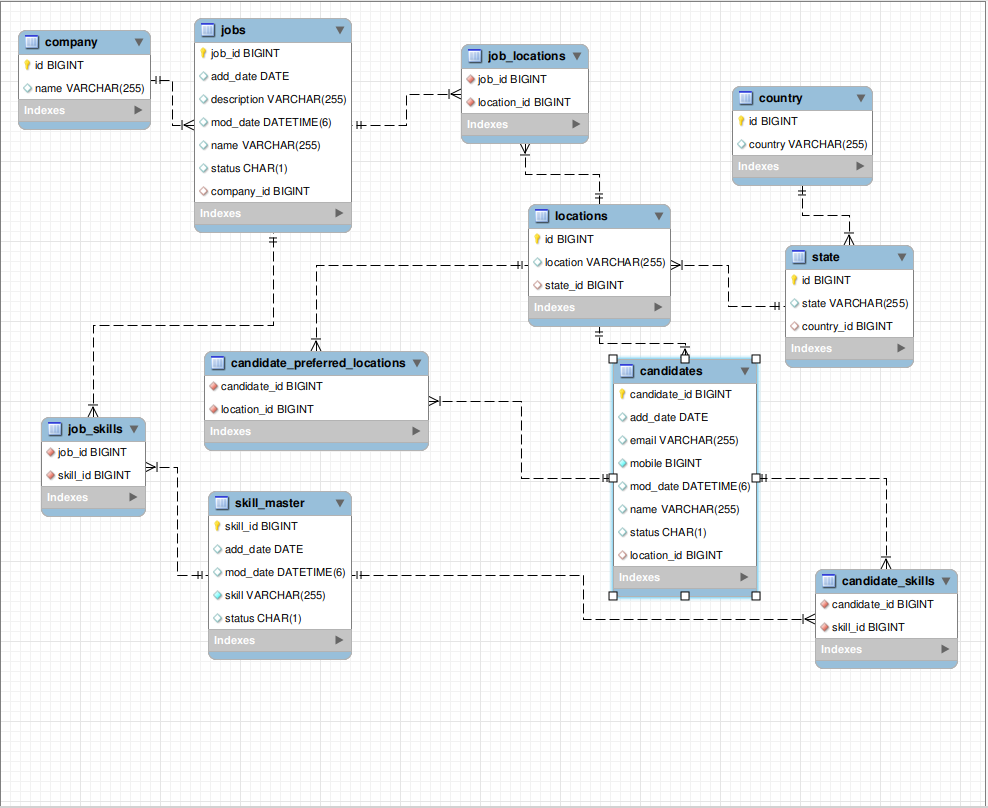 company
id BIGINT
name VARCHAR(255)
Indexes
jobs
job_id BIGINT
add_date DATE
description VARCHAR(255)
mod_date DATETIME(6)
name VARCHAR(255)
status CHAR(1)
company_id BIGINT
Indexes
job_locations
job_id BIGINT
location_id BIGINT
Indexes
country
id BIGINT
country VARCHAR(255)
Indexes
locations
id BIGINT
location VARCHAR(255)
state_id BIGINT
Indexes
state
id BIGINT
state VARCHAR(255)
country_id BIGINT
Indexes
candidate_preferred_locations
candidate_id BIGINT
location_id BIGINT
Indexes
candidates
candidate_id BIGINT
add_date DATE
email VARCHAR(255)
mobile BIGINT
mod_date DATETIME(6)
name VARCHAR(255)
status CHAR(1)
location_id BIGINT
Indexes
job_skills
job_id BIGINT
skill_id BIGINT
Indexes
skill_master
skill_id BIGINT
add_date DATE
mod_date DATETIME(6)
skill VARCHAR(255)
status CHAR(1)
Indexes
candidate_skills
candidate_id BIGINT
skill_id BIGINT
Indexes